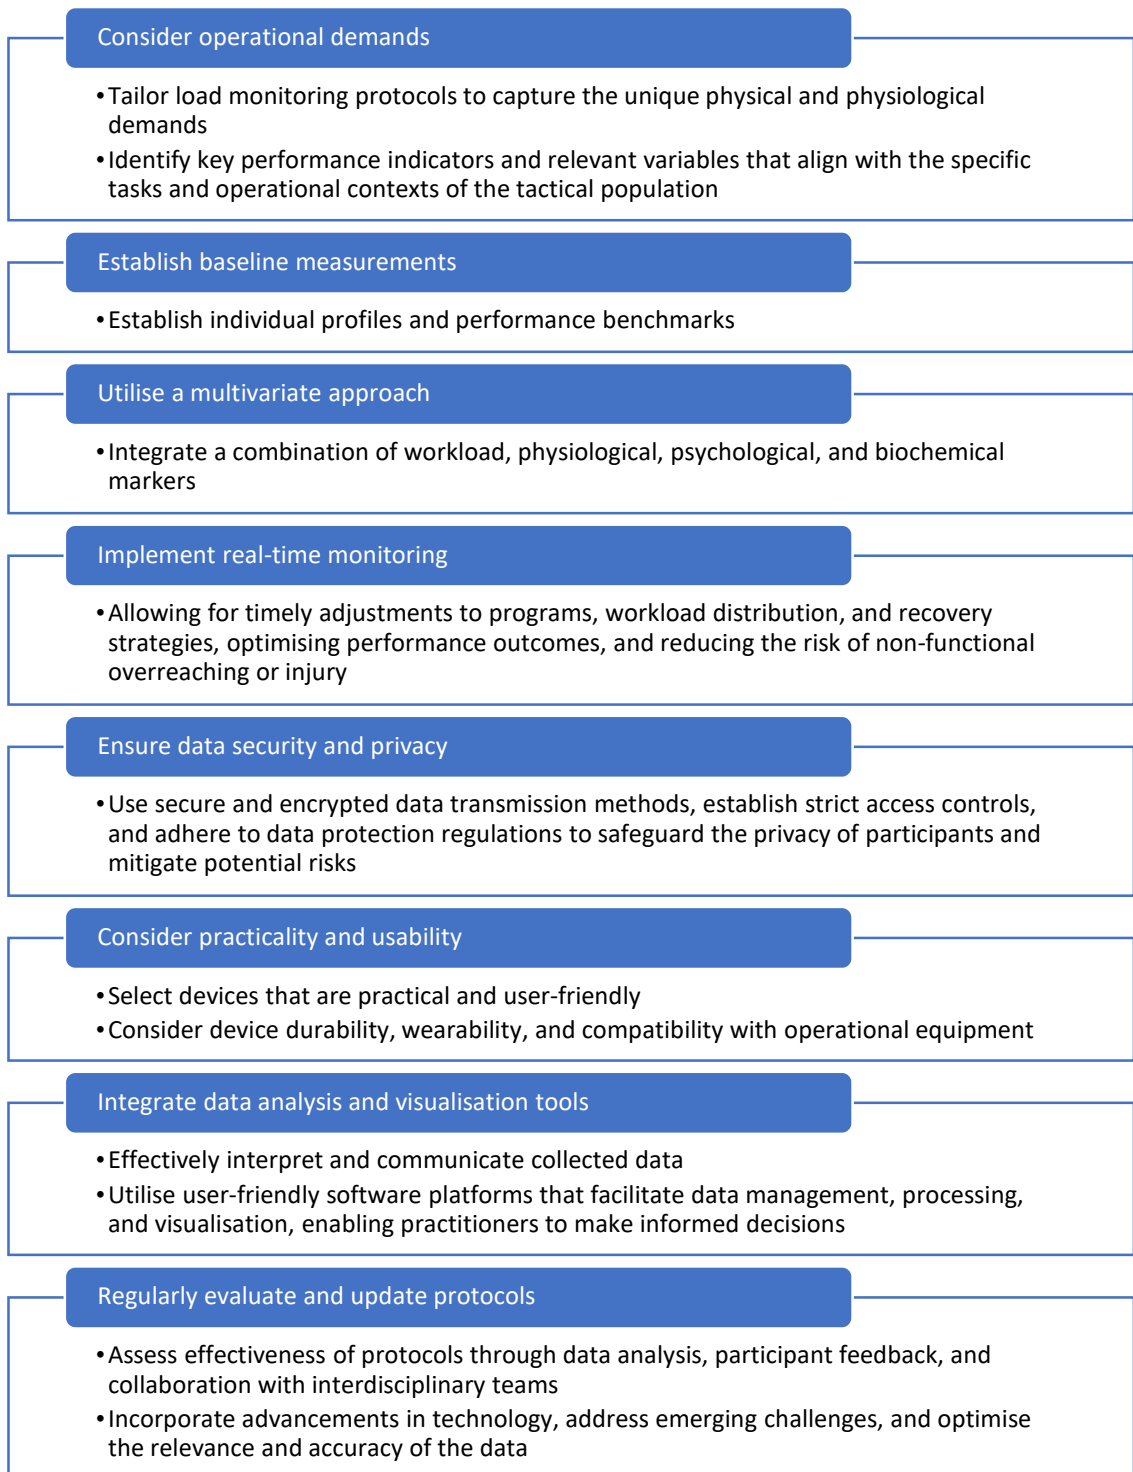 Consider operational demands
•Tailor load monitoring protocols to capture the unique physical and physiological
demands
•Identify key performance indicators and relevant variables that align with the specific
tasks and operational contexts of the tactical population
Establish baseline measurements
•Establish individual profiles and performance benchmarks
Utilise a multivariate approach
•Integrate a combination of workload, physiological, psychological, and biochemical
markers
Implement real-time monitoring
•Allowing for timely adjustments to programs, workload distribution, and recovery
strategies, optimising performance outcomes, and reducing the risk of non-functional
overreaching or injury
Ensure data security and privacy
•Use secure and encrypted data transmission methods, establish strict access controls,
and adhere to data protection regulations to safeguard the privacy of participants and
mitigate potential risks
Consider practicality and usability
•Select devices that are practical and user-friendly
•Consider device durability, wearability, and compatibility with operational equipment
Integrate data analysis and visualisation tools
•Effectively interpret and communicate collected data
•Utilise user-friendly software platforms that facilitate data management, processing,
and visualisation, enabling practitioners to make informed decisions
Regularly evaluate and update protocols
•Assess effectiveness of protocols through data analysis, participant feedback, and
collaboration with interdisciplinary teams
•Incorporate advancements in technology, address emerging challenges, and optimise
the relevance and accuracy of the data